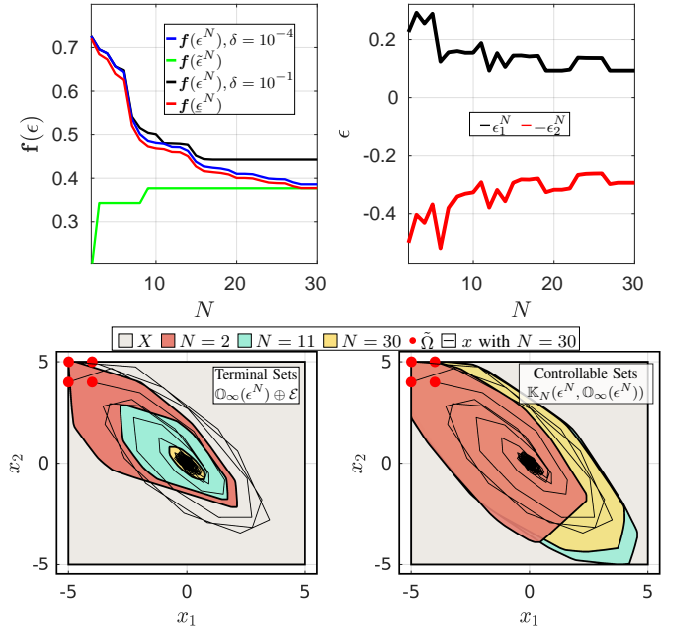 0.7
0.6
0.5
0.4
0.3
f(ϵ)
f(ϵ^N), δ = 10^−4
f(ϵ̃^N)
f(ϵ^N), δ = 10^−1
f(ϵ̲^N)
10 20 30
N
0.2
0
-0.2
-0.4
ϵ
ϵ_1^N −ϵ_2^N
10 20 30
N
X N = 2 N = 11 N = 30 Ω̃ x with N = 30
5
0
-5
x_2
Terminal Sets
𝕆_∞(ϵ^N) ⊕ ℰ
-5 0 5
x_1
5
0
-5
x_2
Controllable Sets
𝕂_N(ϵ^N, 𝕆_∞(ϵ^N))
-5 0 5
x_1